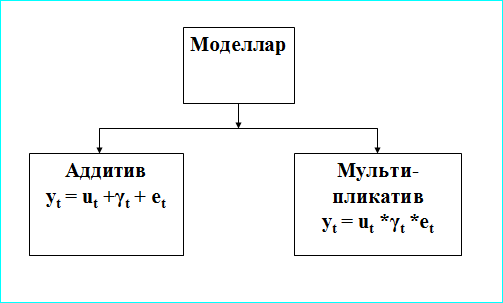 Моделлар
Аддитив
yt = ut +γt + et
Мульти-
пликатив
yt = ut *γt *et